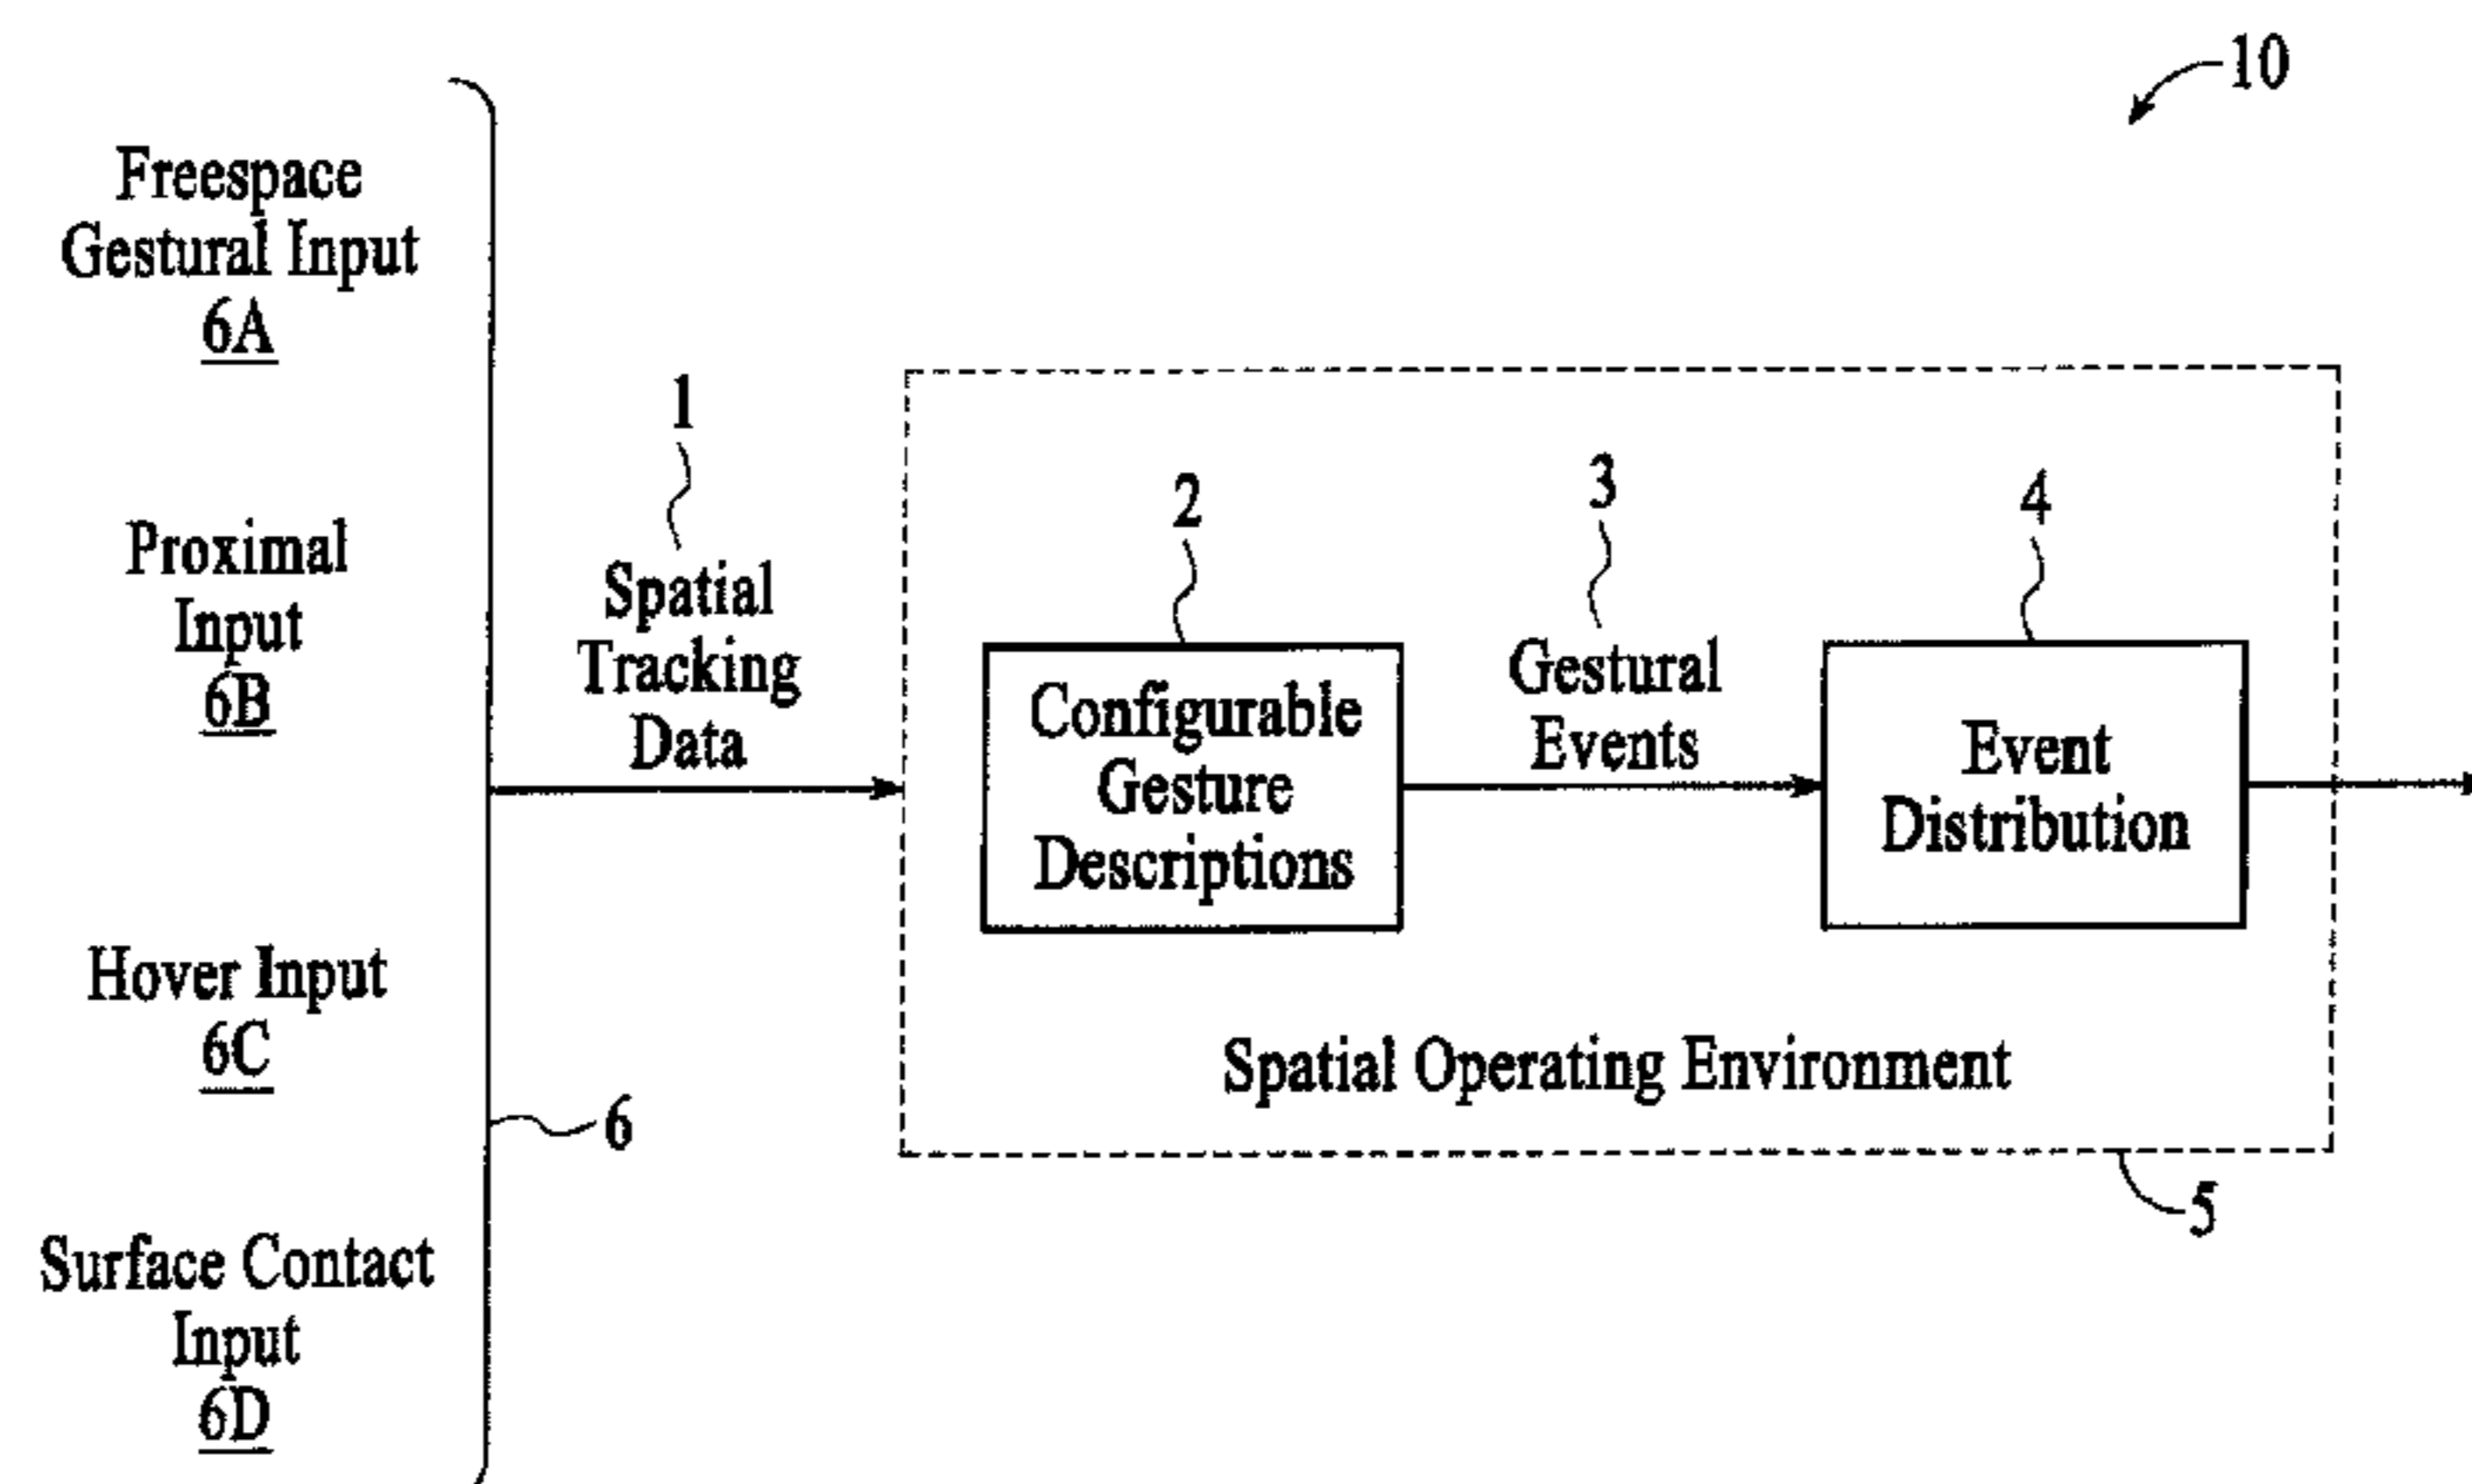 10
Freespace
Gestural Input
6A
Proximal
Input
6B
Hover Input
6C
Surface Contact
Input
6D
6
1
Spatial
Tracking
Data
2
Configurable
Gesture
Descriptions
3
Gestural
Events
4
Event
Distribution
Spatial Operating Environment
5